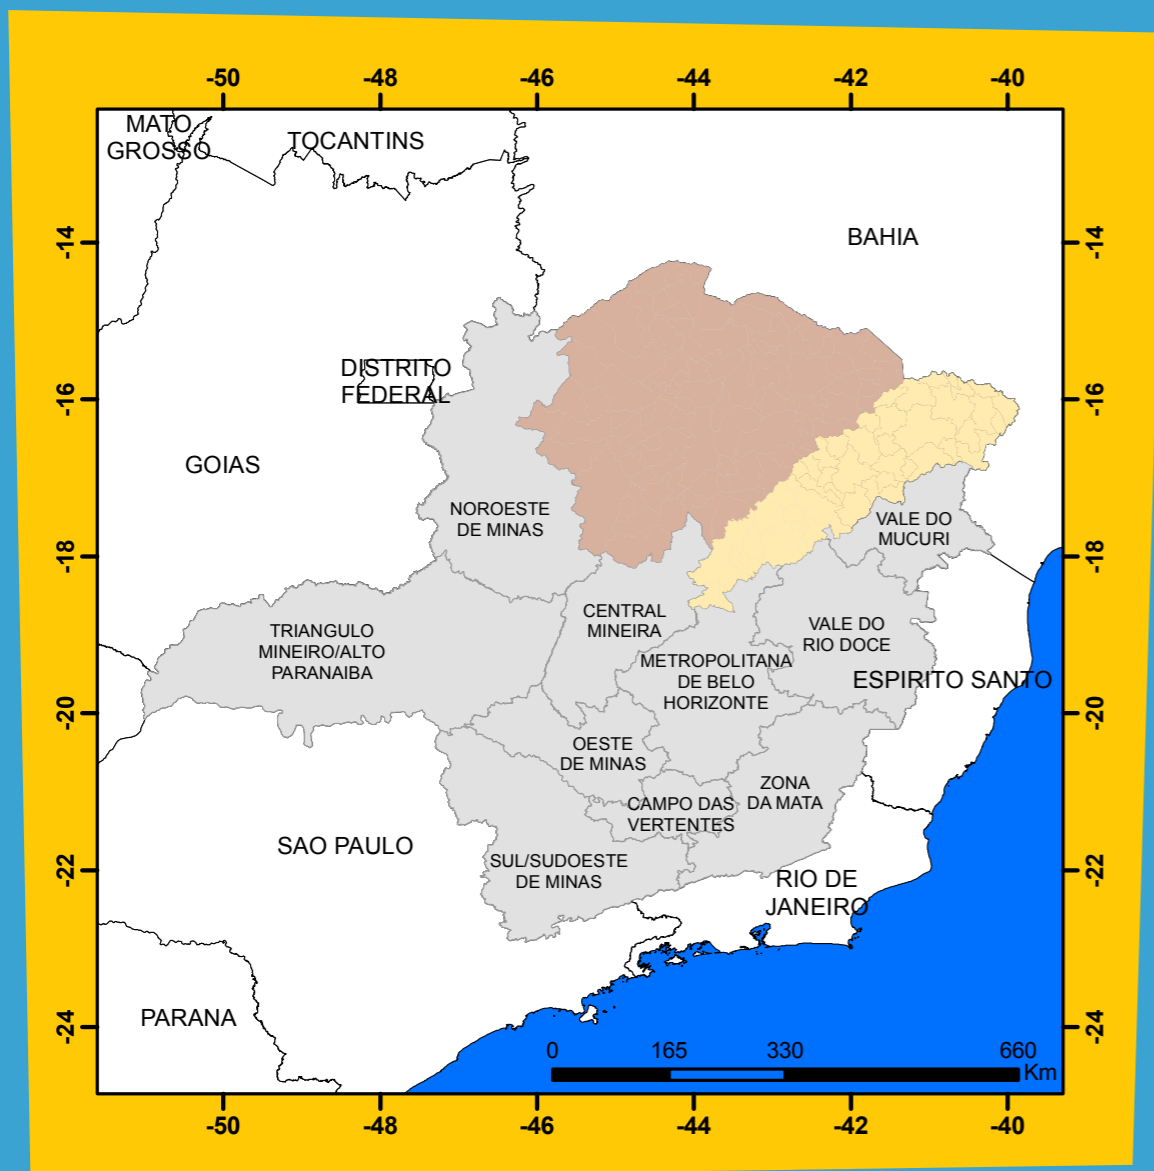 -50 -48 -46 -44 -42 -40
MATO
GROSSO
TOCANTINS
BAHIA
-14 -14
DISTRITO
FEDERAL
-16 -16
GOIAS
NOROESTE
DE MINAS
VALE DO
MUCURI
-18 -18
CENTRAL
MINEIRA
TRIANGULO
MINEIRO/ALTO
PARANAIBA
VALE DO
RIO DOCE
METROPOLITANA
DE BELO
HORIZONTE
ESPIRITO SANTO
-20 -20
OESTE
DE MINAS
ZONA
DA MATA
CAMPO DAS
VERTENTES
SAO PAULO
SUL/SUDOESTE
DE MINAS
-22 -22
RIO DE
JANEIRO
PARANA
-24 -24
0 165 330 660
Km
-50 -48 -46 -44 -42 -40